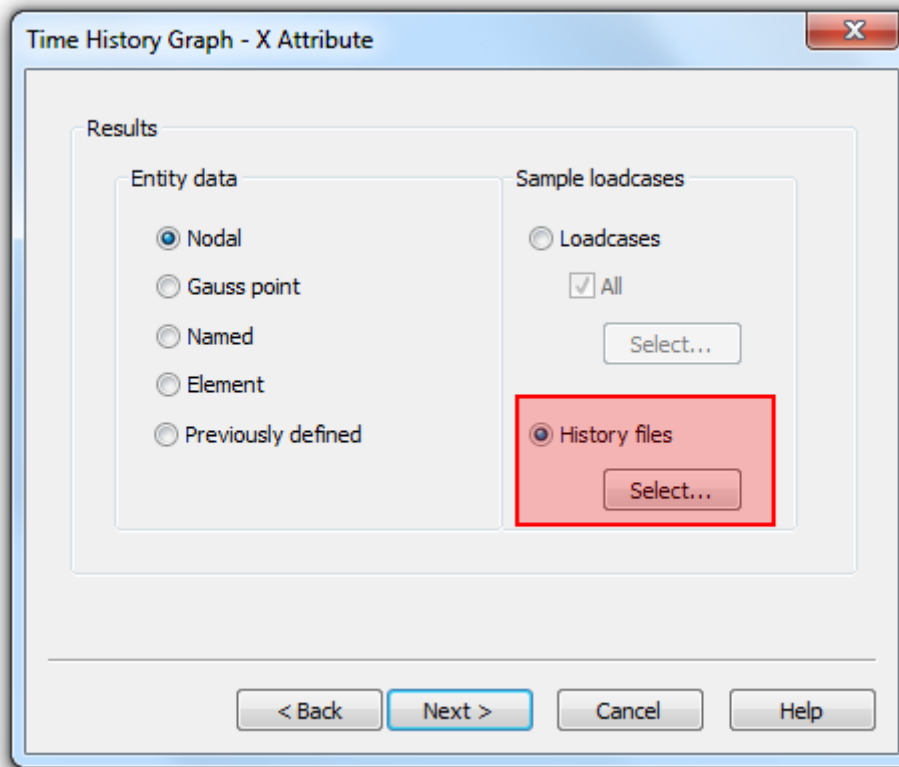 Time History Graph - X Attribute
Results
Entity data
Nodal
Gauss point
Named
Element
Previously defined
Sample loadcases
Loadcases
All
Select...
History files
Select...
< Back
Next >
Cancel
Help